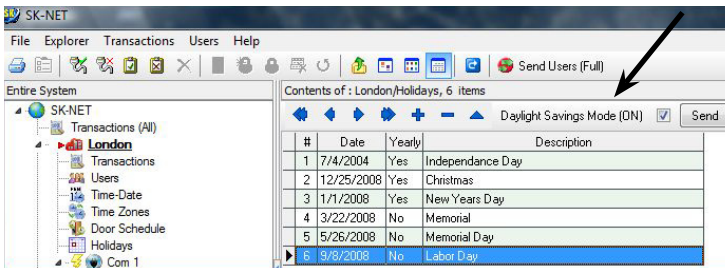 SK-NET
File Explorer Transactions Users Help
Send Users (Full)
Entire System
Contents of : London/Holidays, 6 items
SK-NET
Transactions (All)
London
Transactions
Users
Time-Date
Time Zones
Door Schedule
Holidays
Com 1
Daylight Savings Mode (ON) Send
# Date Yearly Description
1 7/4/2004 Yes Independance Day
2 12/25/2008 Yes Christmas
3 1/1/2008 Yes New Years Day
4 3/22/2008 No Memorial
5 5/26/2008 No Memorial Day
6 9/8/2008 No Labor Day